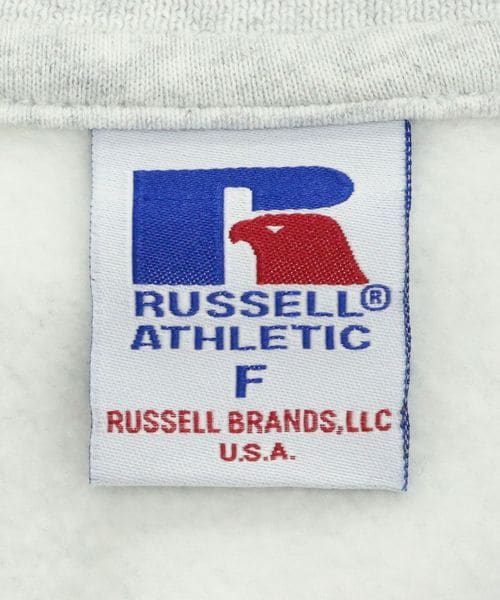 RUSSELL®
ATHLETIC
F
RUSSELL BRANDS,LLC
U.S.A.